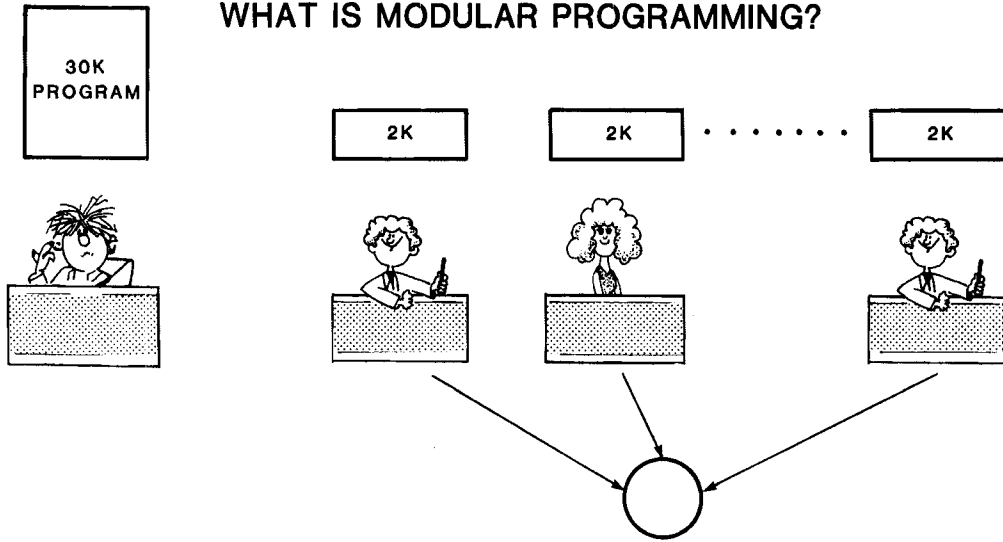 WHAT IS MODULAR PROGRAMMING?
30K
PROGRAM
2K
2K
2K